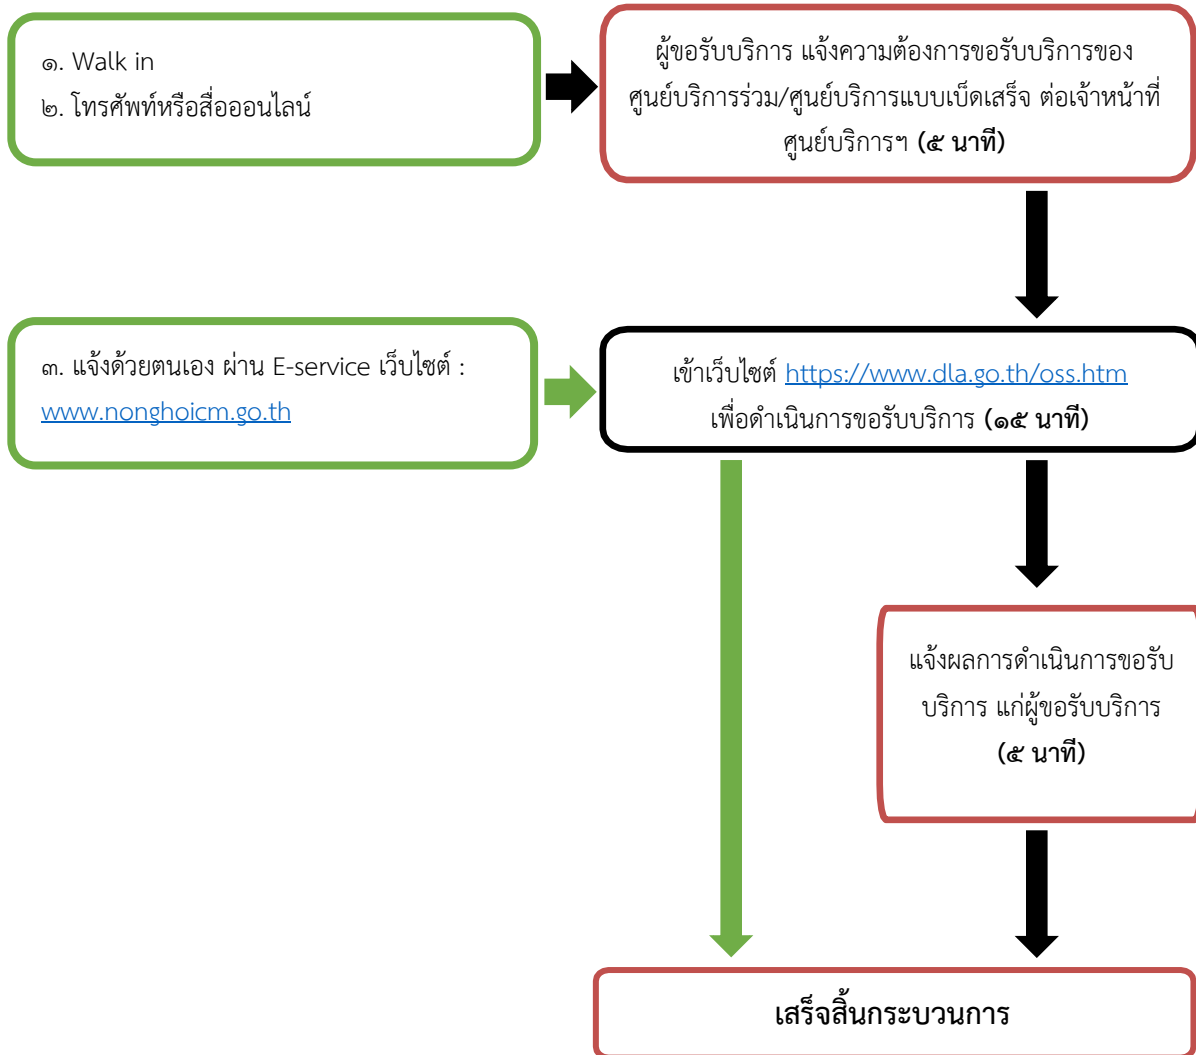 ๑. Walk in
๒. โทรศัพท์หรือสื่อออนไลน์
ผู้ขอรับบริการ แจ้งความต้องการขอรับบริการของ
ศูนย์บริการร่วม/ศูนย์บริการแบบเบ็ดเสร็จ ต่อเจ้าหน้าที่
ศูนย์บริการฯ (๕ นาที)
๓. แจ้งด้วยตนเอง ผ่าน E-service เว็บไซต์ :
www.nonghoicm.go.th
เข้าเว็บไซต์ https://www.dla.go.th/oss.htm
เพื่อดำเนินการขอรับบริการ (๑๕ นาที)
แจ้งผลการดำเนินการขอรับ
บริการ แก่ผู้ขอรับบริการ
(๕ นาที)
เสร็จสิ้นกระบวนการ